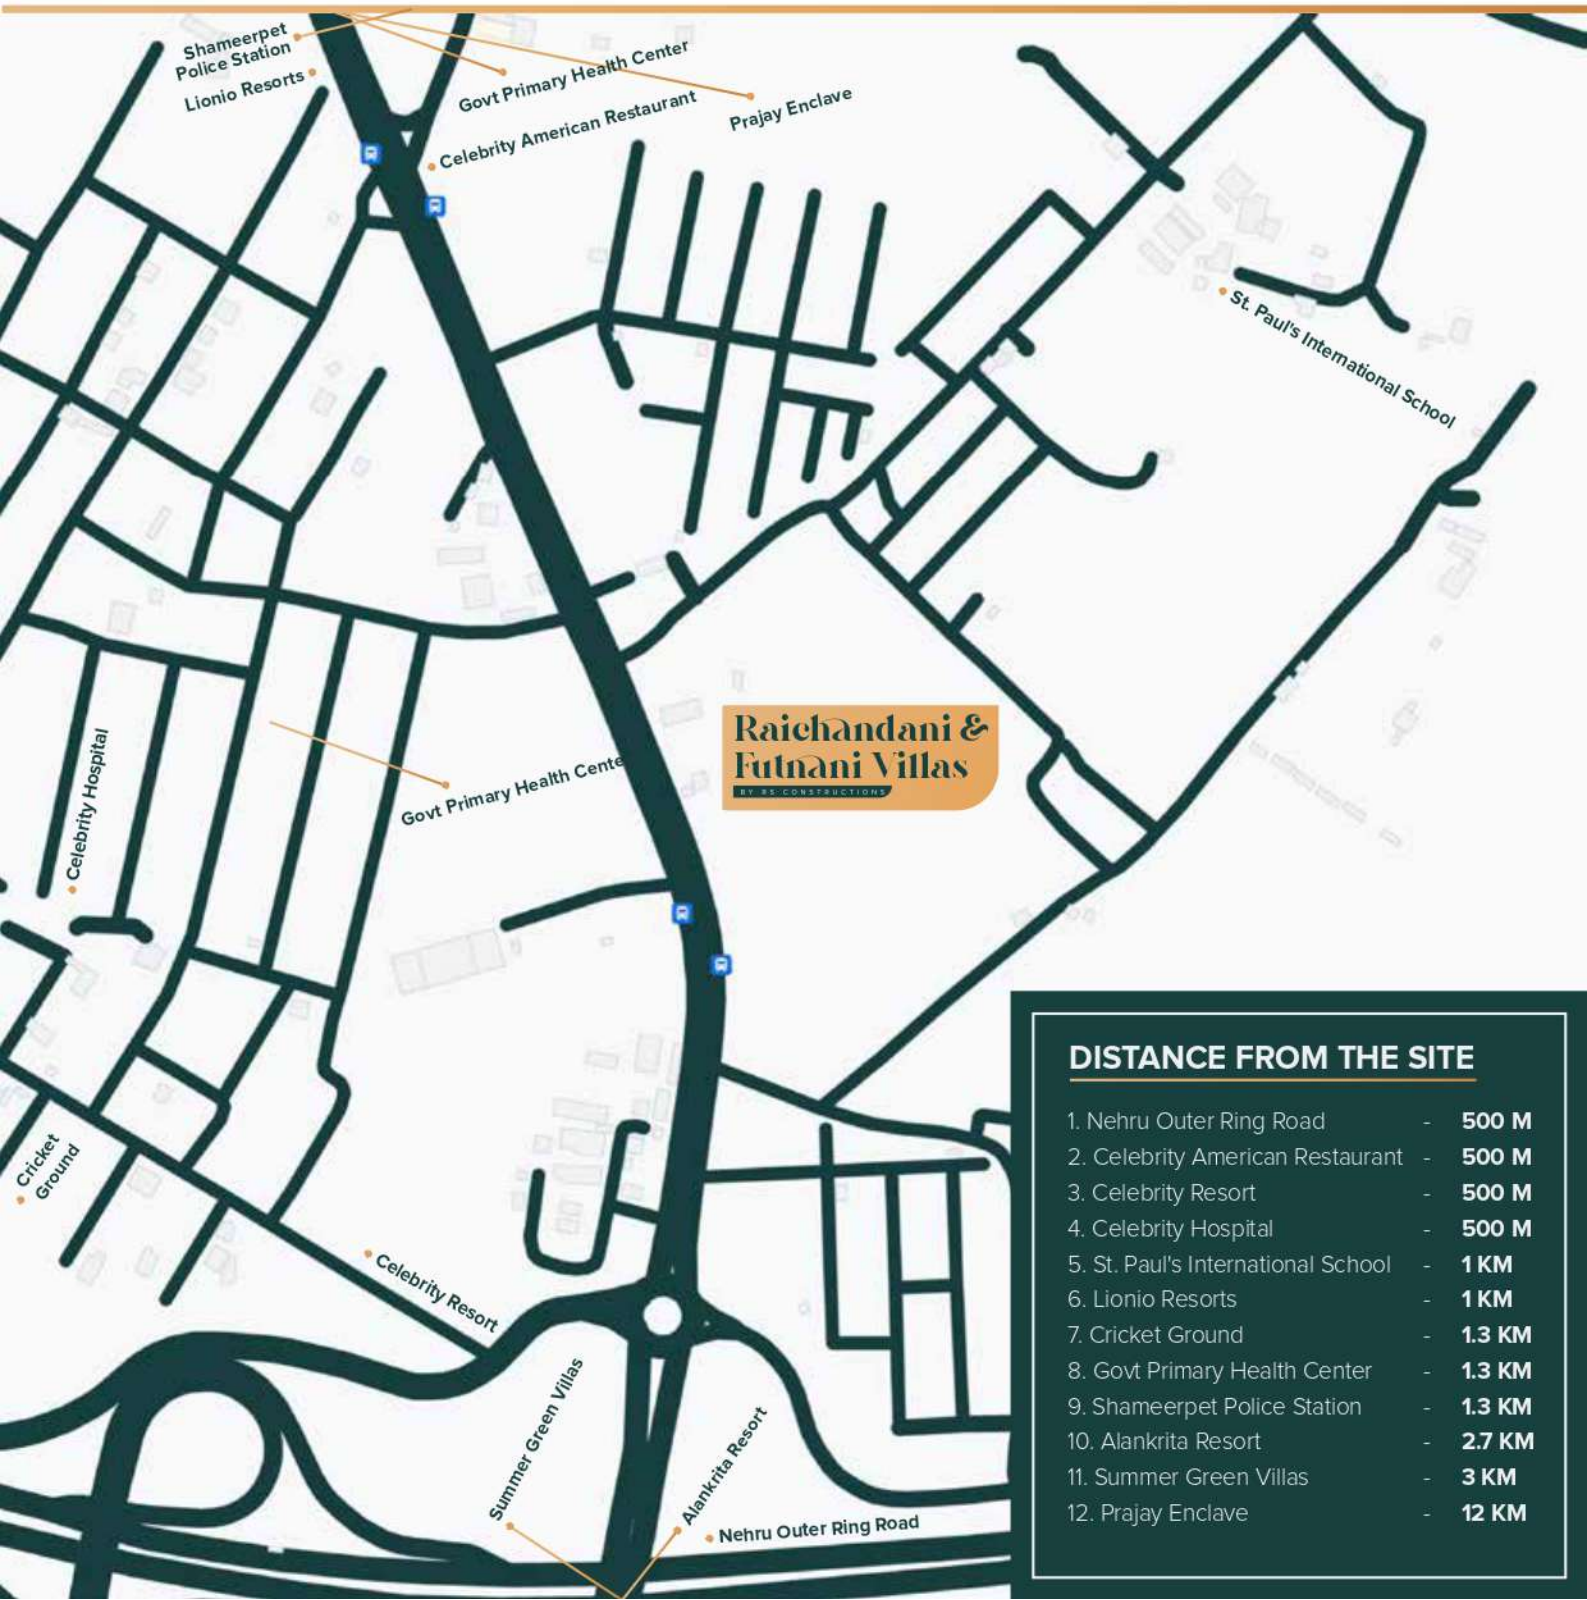 Shameerpet
Police Station
Lionio Resorts
Govt Primary Health Center
Celebrity American Restaurant
Prajay Enclave
St. Paul's International School
Raichandani &
Futnani Villas
BY RS CONSTRUCTIONS
Celebrity Hospital
Govt Primary Health Cente
Cricket
Ground
Celebrity Resort
Summer Green Villas
Alankrita Resort
Nehru Outer Ring Road
DISTANCE FROM THE SITE
1. Nehru Outer Ring Road - 500 M
2. Celebrity American Restaurant - 500 M
3. Celebrity Resort - 500 M
4. Celebrity Hospital - 500 M
5. St. Paul's International School - 1 KM
6. Lionio Resorts - 1 KM
7. Cricket Ground - 1.3 KM
8. Govt Primary Health Center - 1.3 KM
9. Shameerpet Police Station - 1.3 KM
10. Alankrita Resort - 2.7 KM
11. Summer Green Villas - 3 KM
12. Prajay Enclave - 12 KM